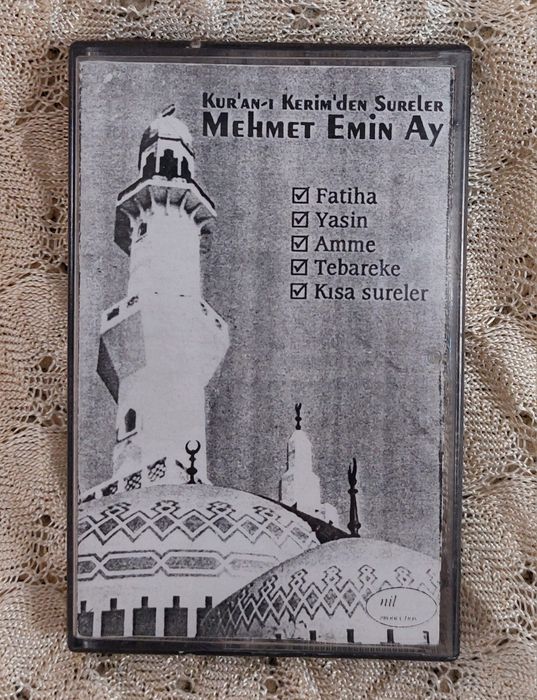 Kur'an-ı Kerim'den Sureler
Mehmet Emin Ay
☑ Fatiha
☑ Yasin
☑ Amme
☑ Tebareke
☑ Kısa sureler
nil